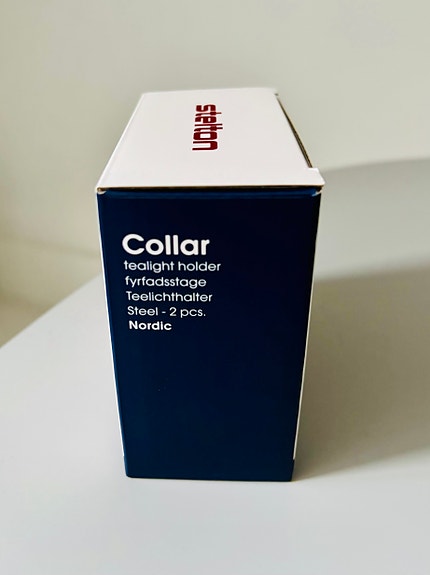 stelton
Collar
tealight holder
fyrfadsstage
Teelichthalter
Steel - 2 pcs.
Nordic